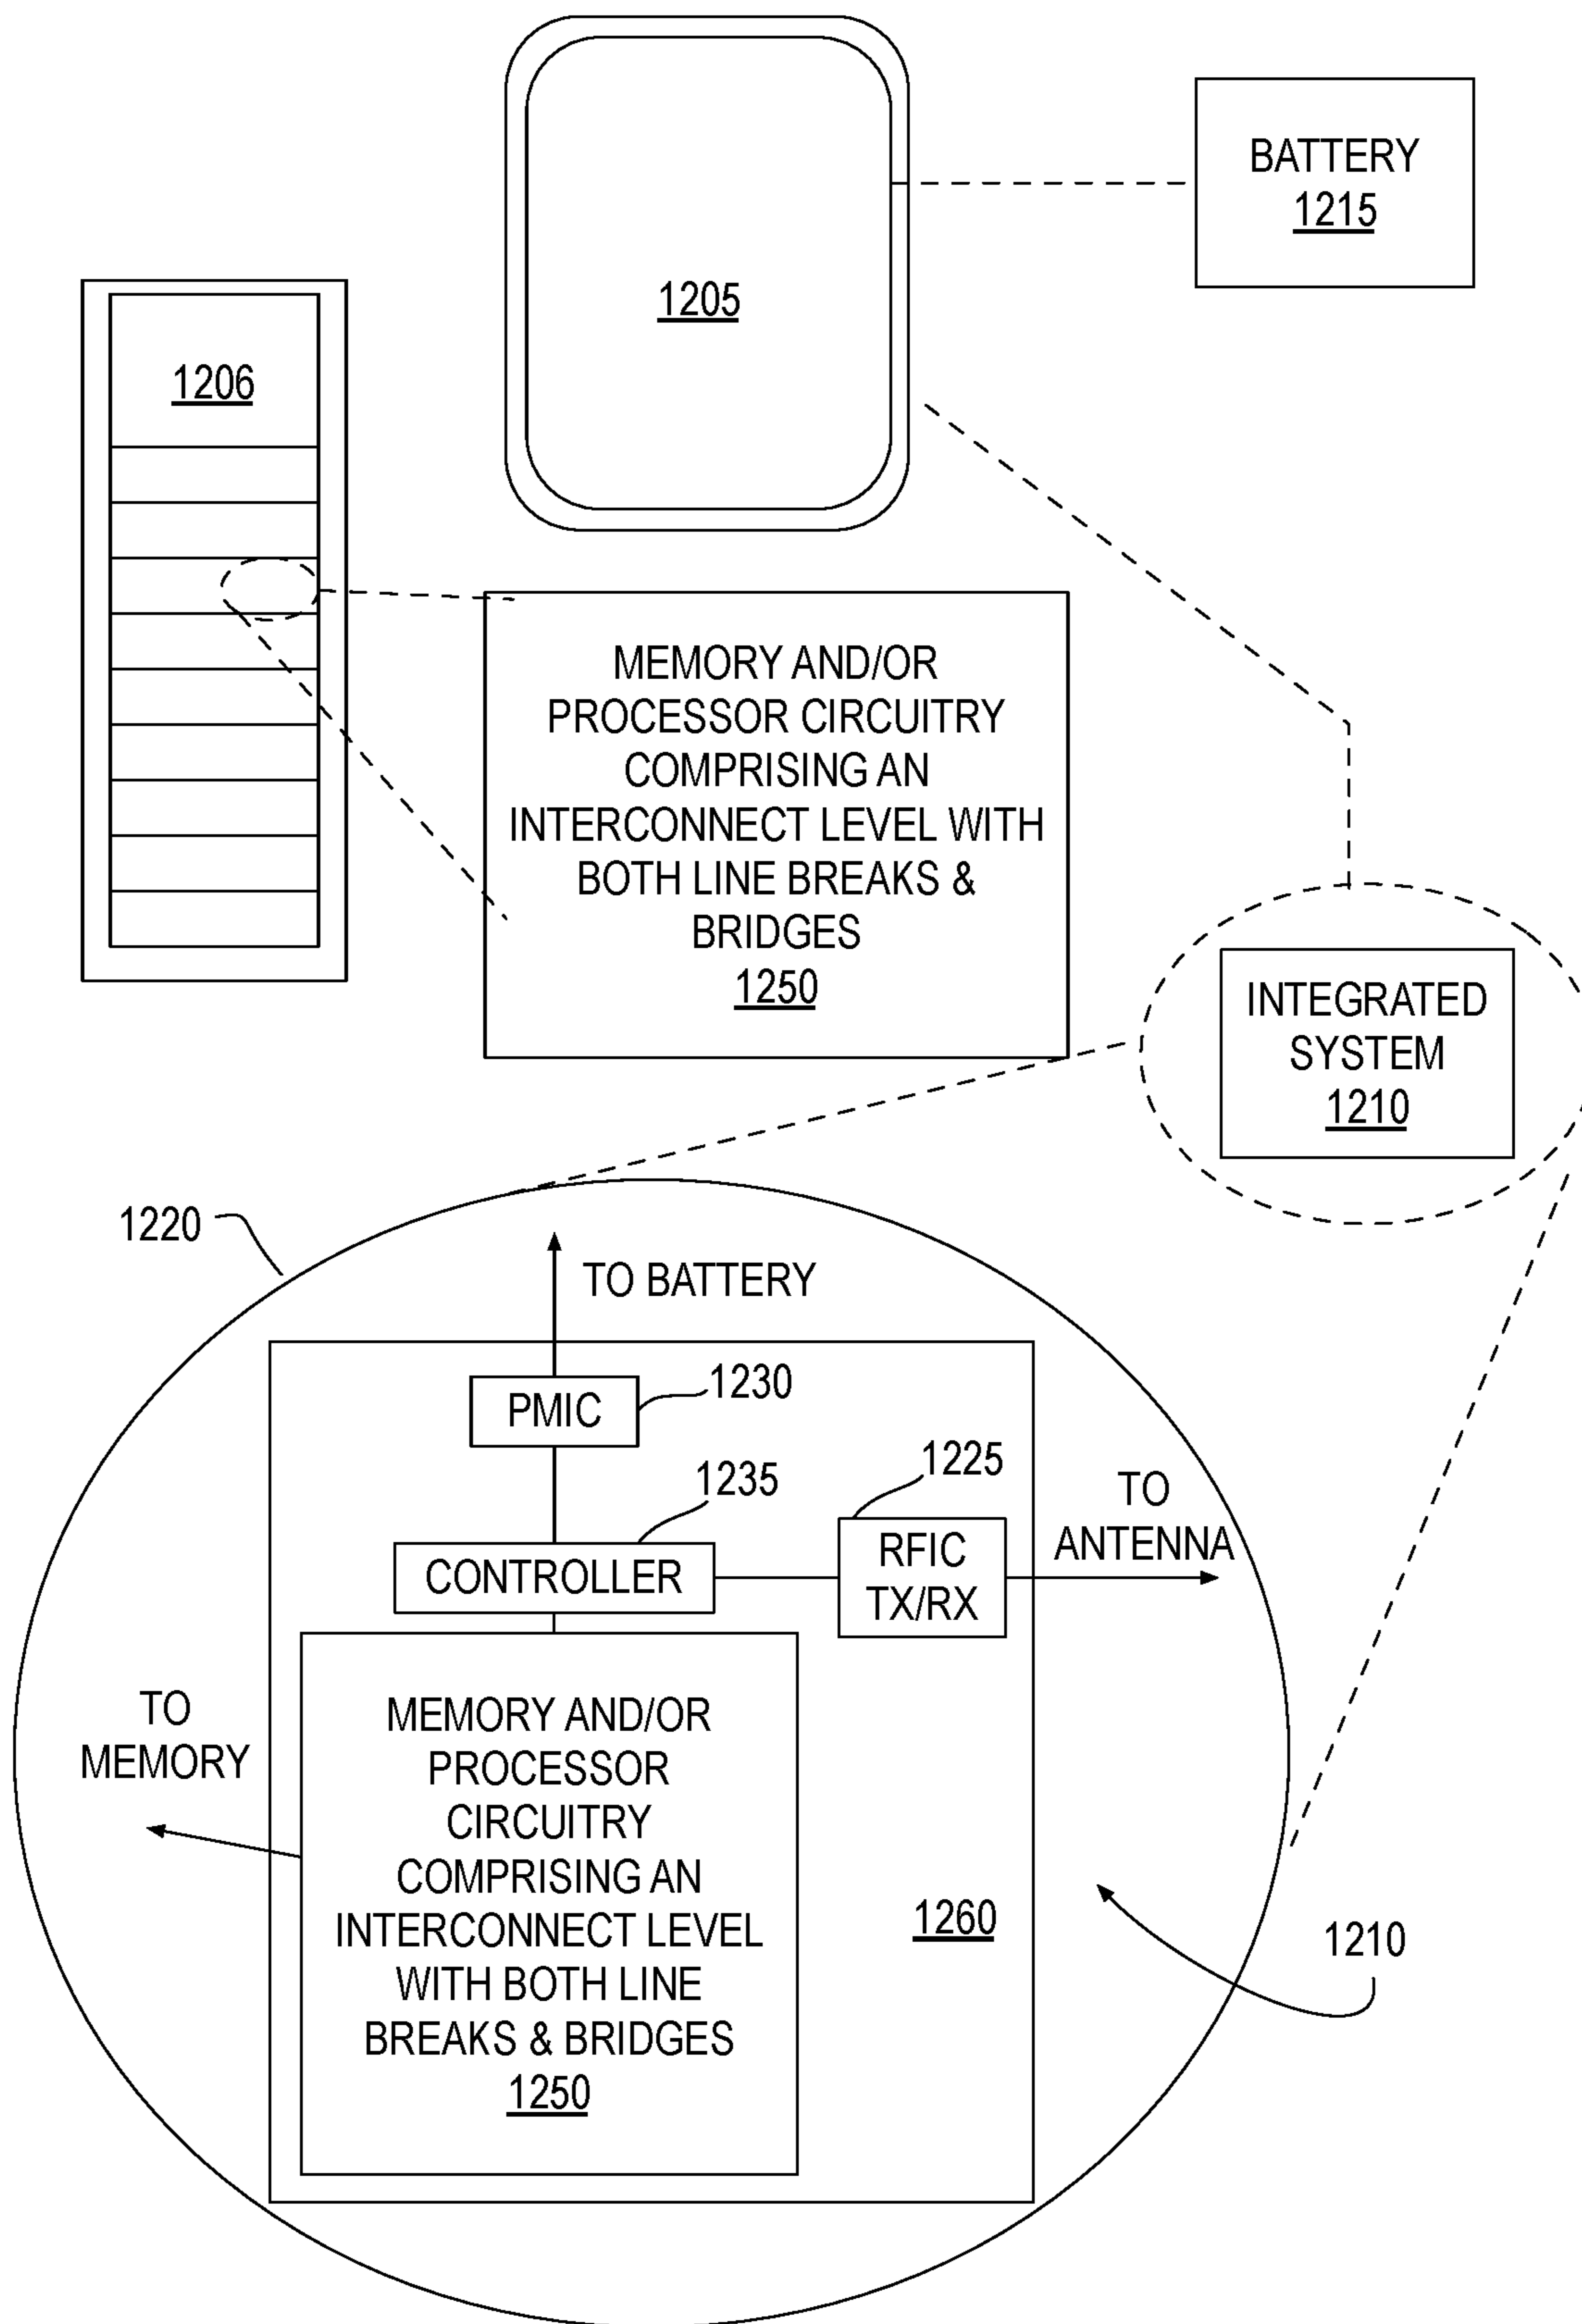 BATTERY
1215
1205
1206
MEMORY AND/OR
PROCESSOR CIRCUITRY
COMPRISING AN
INTERCONNECT LEVEL WITH
BOTH LINE BREAKS &
BRIDGES
1250
INTEGRATED
SYSTEM
1210
1220
TO BATTERY
PMIC
1230
1235
1225
CONTROLLER
RFIC
TX/RX
TO
ANTENNA
TO
MEMORY
MEMORY AND/OR
PROCESSOR
CIRCUITRY
COMPRISING AN
INTERCONNECT LEVEL
WITH BOTH LINE
BREAKS & BRIDGES
1250
1260
1210